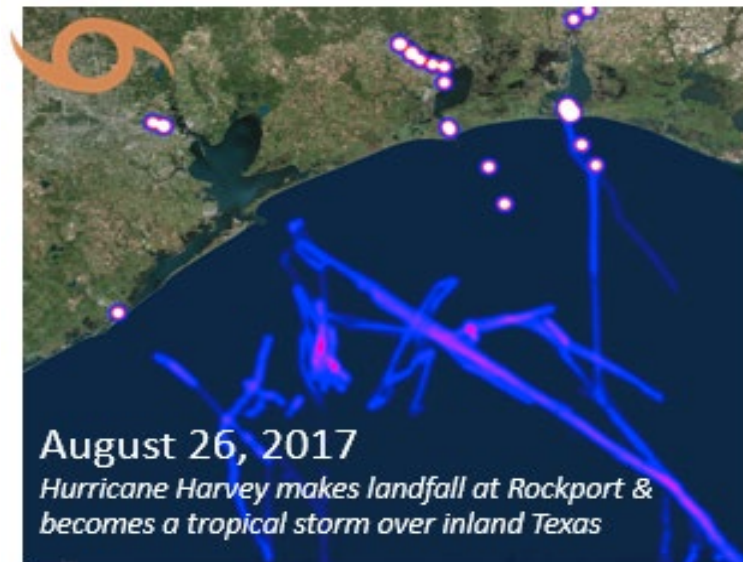 August 26, 2017
Hurricane Harvey makes landfall at Rockport &
becomes a tropical storm over inland Texas